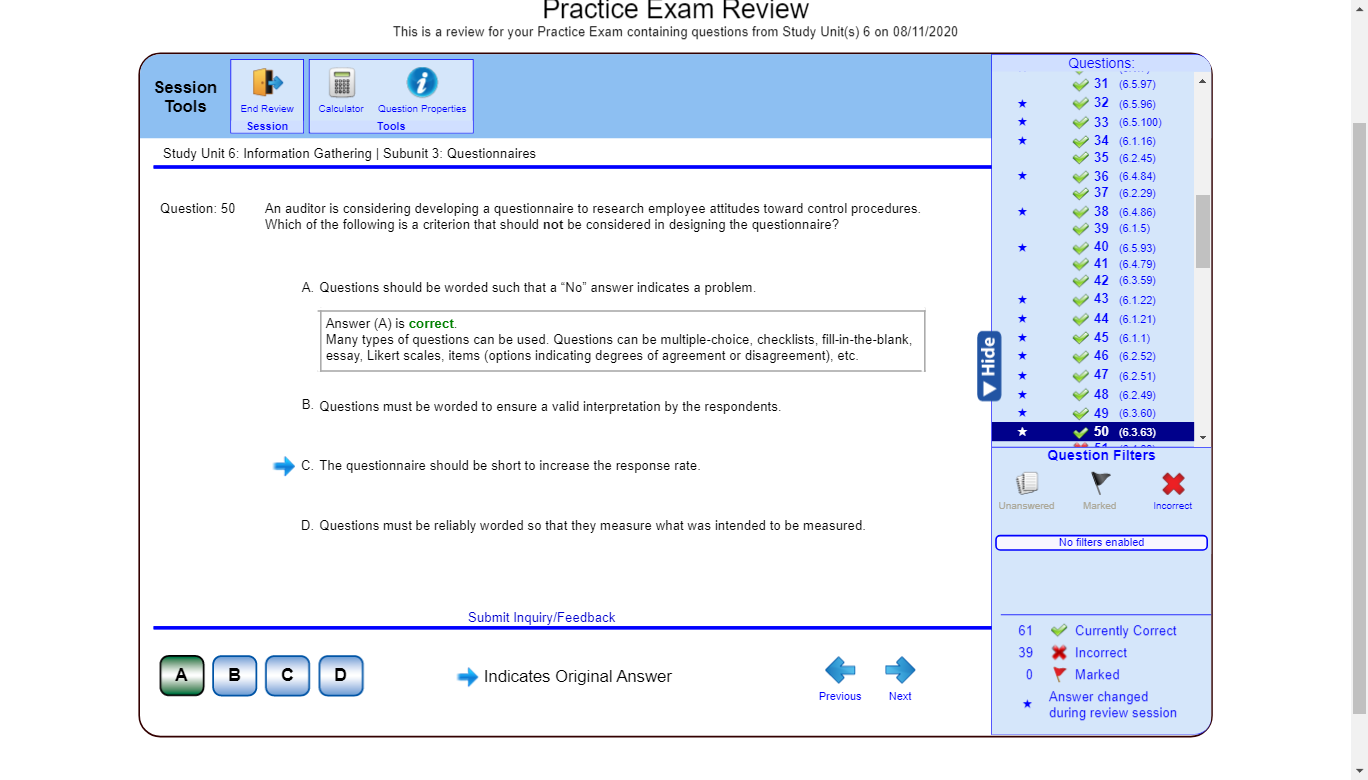 Practice Exam Review
This is a review for your Practice Exam containing questions from Study Unit(s) 6 on 08/11/2020
Session
Tools
End Review
Session
Calculator
Question Properties
Tools
Study Unit 6: Information Gathering | Subunit 3: Questionnaires
Question: 50
An auditor is considering developing a questionnaire to research employee attitudes toward control procedures.
Which of the following is a criterion that should not be considered in designing the questionnaire?
A. Questions should be worded such that a “No” answer indicates a problem.
Answer (A) is correct.
Many types of questions can be used. Questions can be multiple-choice, checklists, fill-in-the-blank,
essay, Likert scales, items (options indicating degrees of agreement or disagreement), etc.
B. Questions must be worded to ensure a valid interpretation by the respondents.
C. The questionnaire should be short to increase the response rate.
D. Questions must be reliably worded so that they measure what was intended to be measured.
Submit Inquiry/Feedback
A
B
C
D
Indicates Original Answer
Previous
Next
Hide
Questions:
31 (6.5.97)
32 (6.5.96)
33 (6.5.100)
34 (6.1.16)
35 (6.2.45)
36 (6.4.84)
37 (6.2.29)
38 (6.4.86)
39 (6.1.5)
40 (6.5.93)
41 (6.4.79)
42 (6.3.59)
43 (6.1.22)
44 (6.1.21)
45 (6.1.1)
46 (6.2.52)
47 (6.2.51)
48 (6.2.49)
49 (6.3.60)
50 (6.3.63)
Question Filters
Unanswered
Marked
Incorrect
No filters enabled
61 Currently Correct
39 Incorrect
0 Marked
Answer changed
during review session